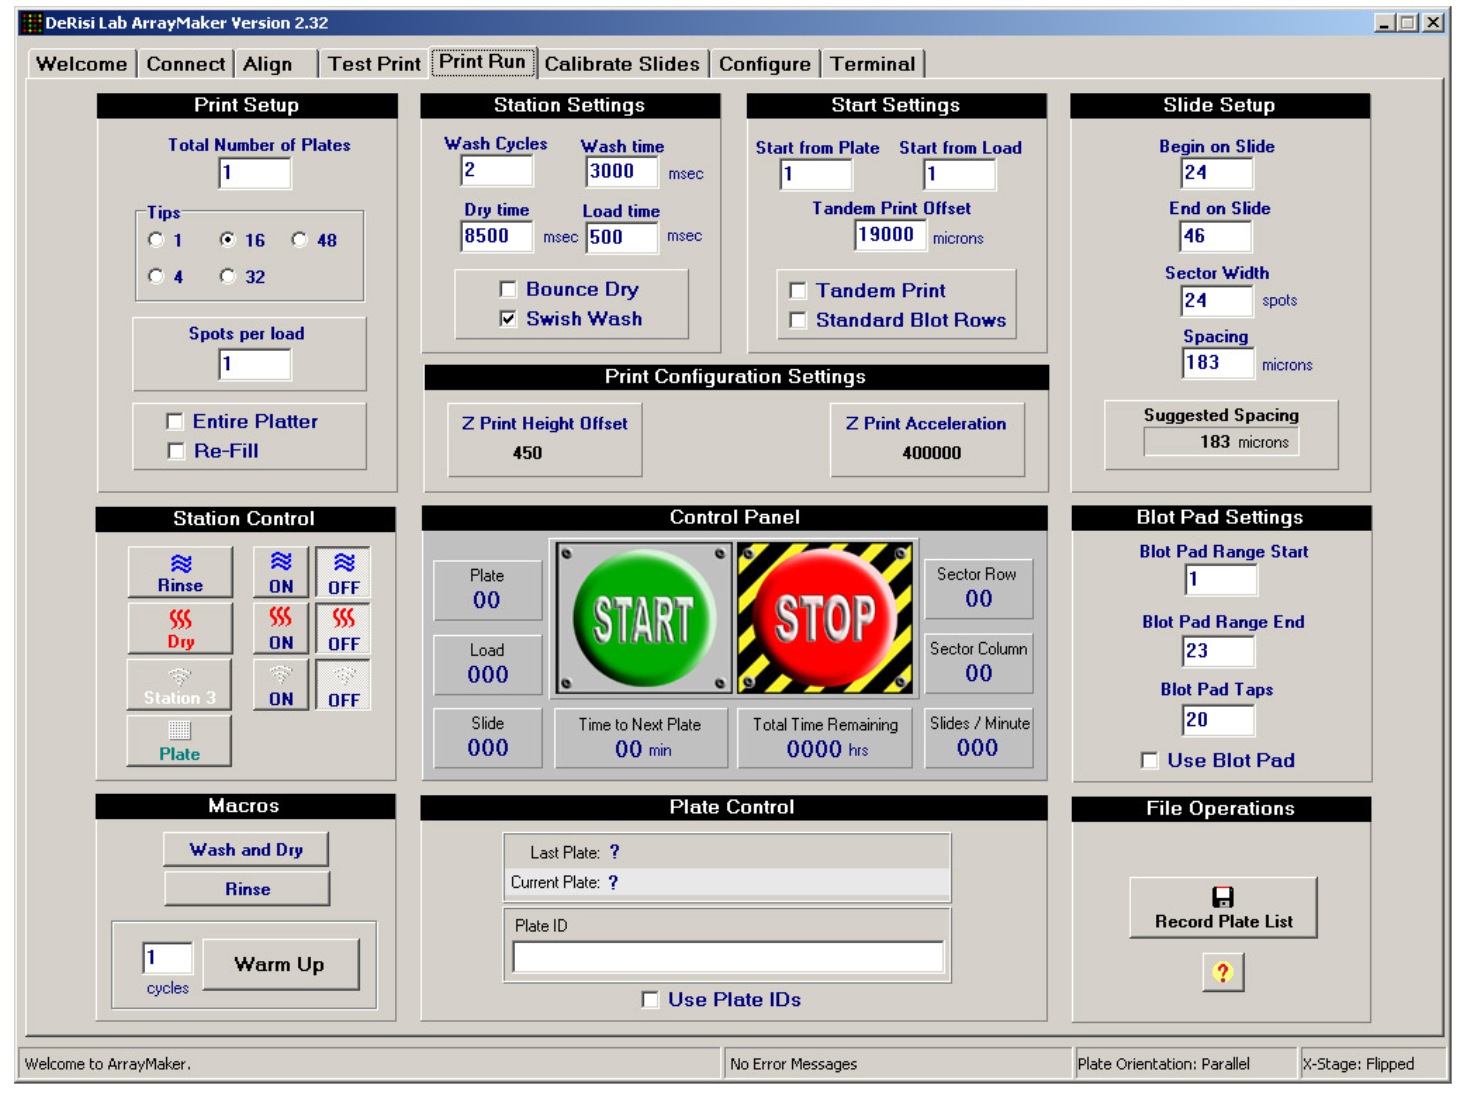 DeRisi Lab ArrayMaker Version 2.32
Welcome Connect Align Test Print Print Run Calibrate Slides Configure Terminal
Print Setup
Total Number of Plates
1
Tips
1 16 48
4 32
Spots per load
1
Entire Platter
Re-Fill
Station Settings
Wash Cycles Wash time
2 3000 msec
Dry time Load time
8500 msec 500 msec
Bounce Dry
Swish Wash
Start Settings
Start from Plate Start from Load
1 1
Tandem Print Offset
19000 microns
Tandem Print
Standard Blot Rows
Print Configuration Settings
Z Print Height Offset Z Print Acceleration
450 400000
Slide Setup
Begin on Slide
24
End on Slide
46
Sector Width
24 spots
Spacing
183 microns
Suggested Spacing
183 microns
Station Control
Rinse ON OFF
Dry ON OFF
Station 3 ON OFF
Plate
Control Panel
Plate
00
Load
000
Slide
000
START STOP
Time to Next Plate
00 min
Total Time Remaining
0000 hrs
Sector Row
00
Sector Column
00
Slides / Minute
000
Blot Pad Settings
Blot Pad Range Start
1
Blot Pad Range End
23
Blot Pad Taps
20
Use Blot Pad
Macros
Wash and Dry
Rinse
1
cycles
Warm Up
Plate Control
Last Plate: ?
Current Plate: ?
Plate ID
Use Plate IDs
File Operations
Record Plate List
?
Welcome to ArrayMaker. No Error Messages Plate Orientation: Parallel X-Stage: Flipped